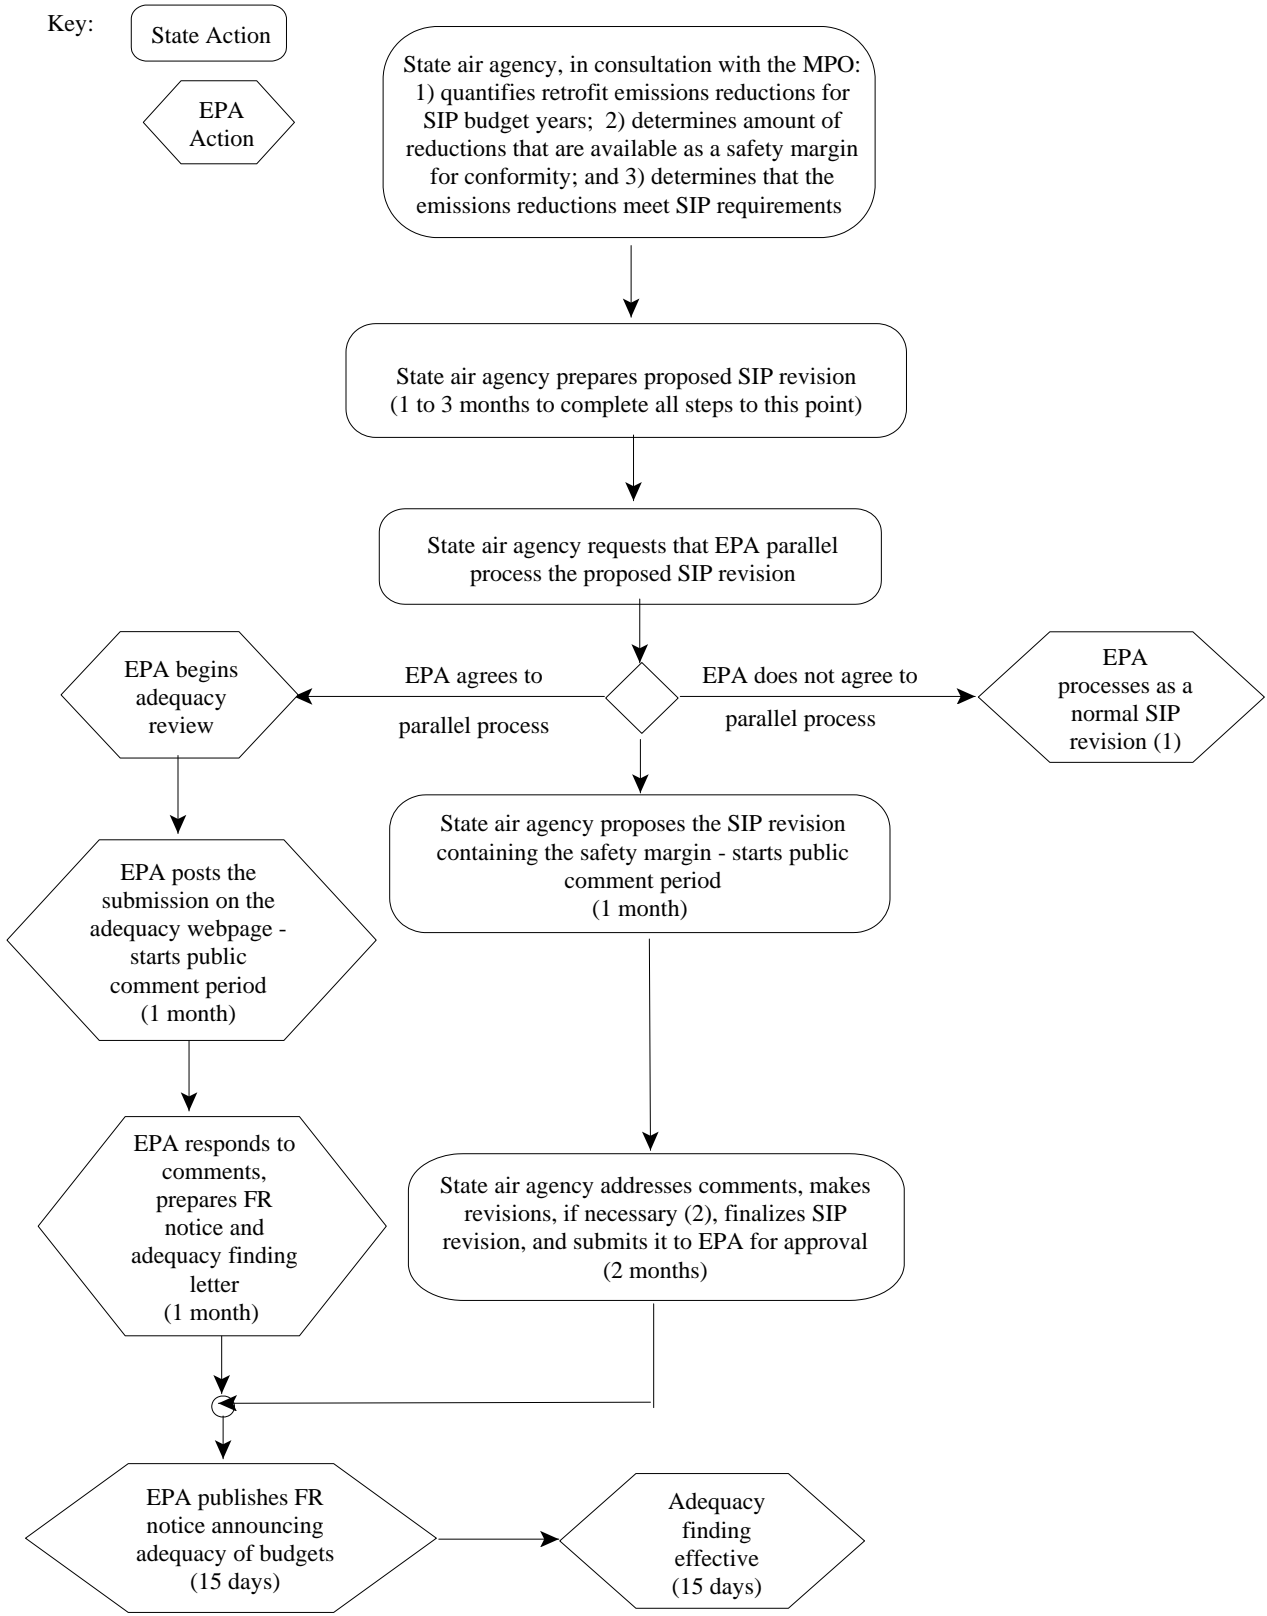 Key:
State Action
EPA
Action
State air agency, in consultation with the MPO:
1) quantifies retrofit emissions reductions for
SIP budget years;  2) determines amount of
reductions that are available as a safety margin
for conformity; and 3) determines that the
emissions reductions meet SIP requirements
State air agency prepares proposed SIP revision
(1 to 3 months to complete all steps to this point)
State air agency requests that EPA parallel
process the proposed SIP revision
EPA begins
adequacy
review
EPA agrees to
parallel process
EPA does not agree to
parallel process
EPA
processes as a
normal SIP
revision (1)
State air agency proposes the SIP revision
containing the safety margin - starts public
comment period
(1 month)
EPA posts the
submission on the
adequacy webpage -
starts public
comment period
(1 month)
EPA responds to
comments,
prepares FR
notice and
adequacy finding
letter
(1 month)
State air agency addresses comments, makes
revisions, if necessary (2), finalizes SIP
revision, and submits it to EPA for approval
(2 months)
EPA publishes FR
notice announcing
adequacy of budgets
(15 days)
Adequacy
finding
effective
(15 days)